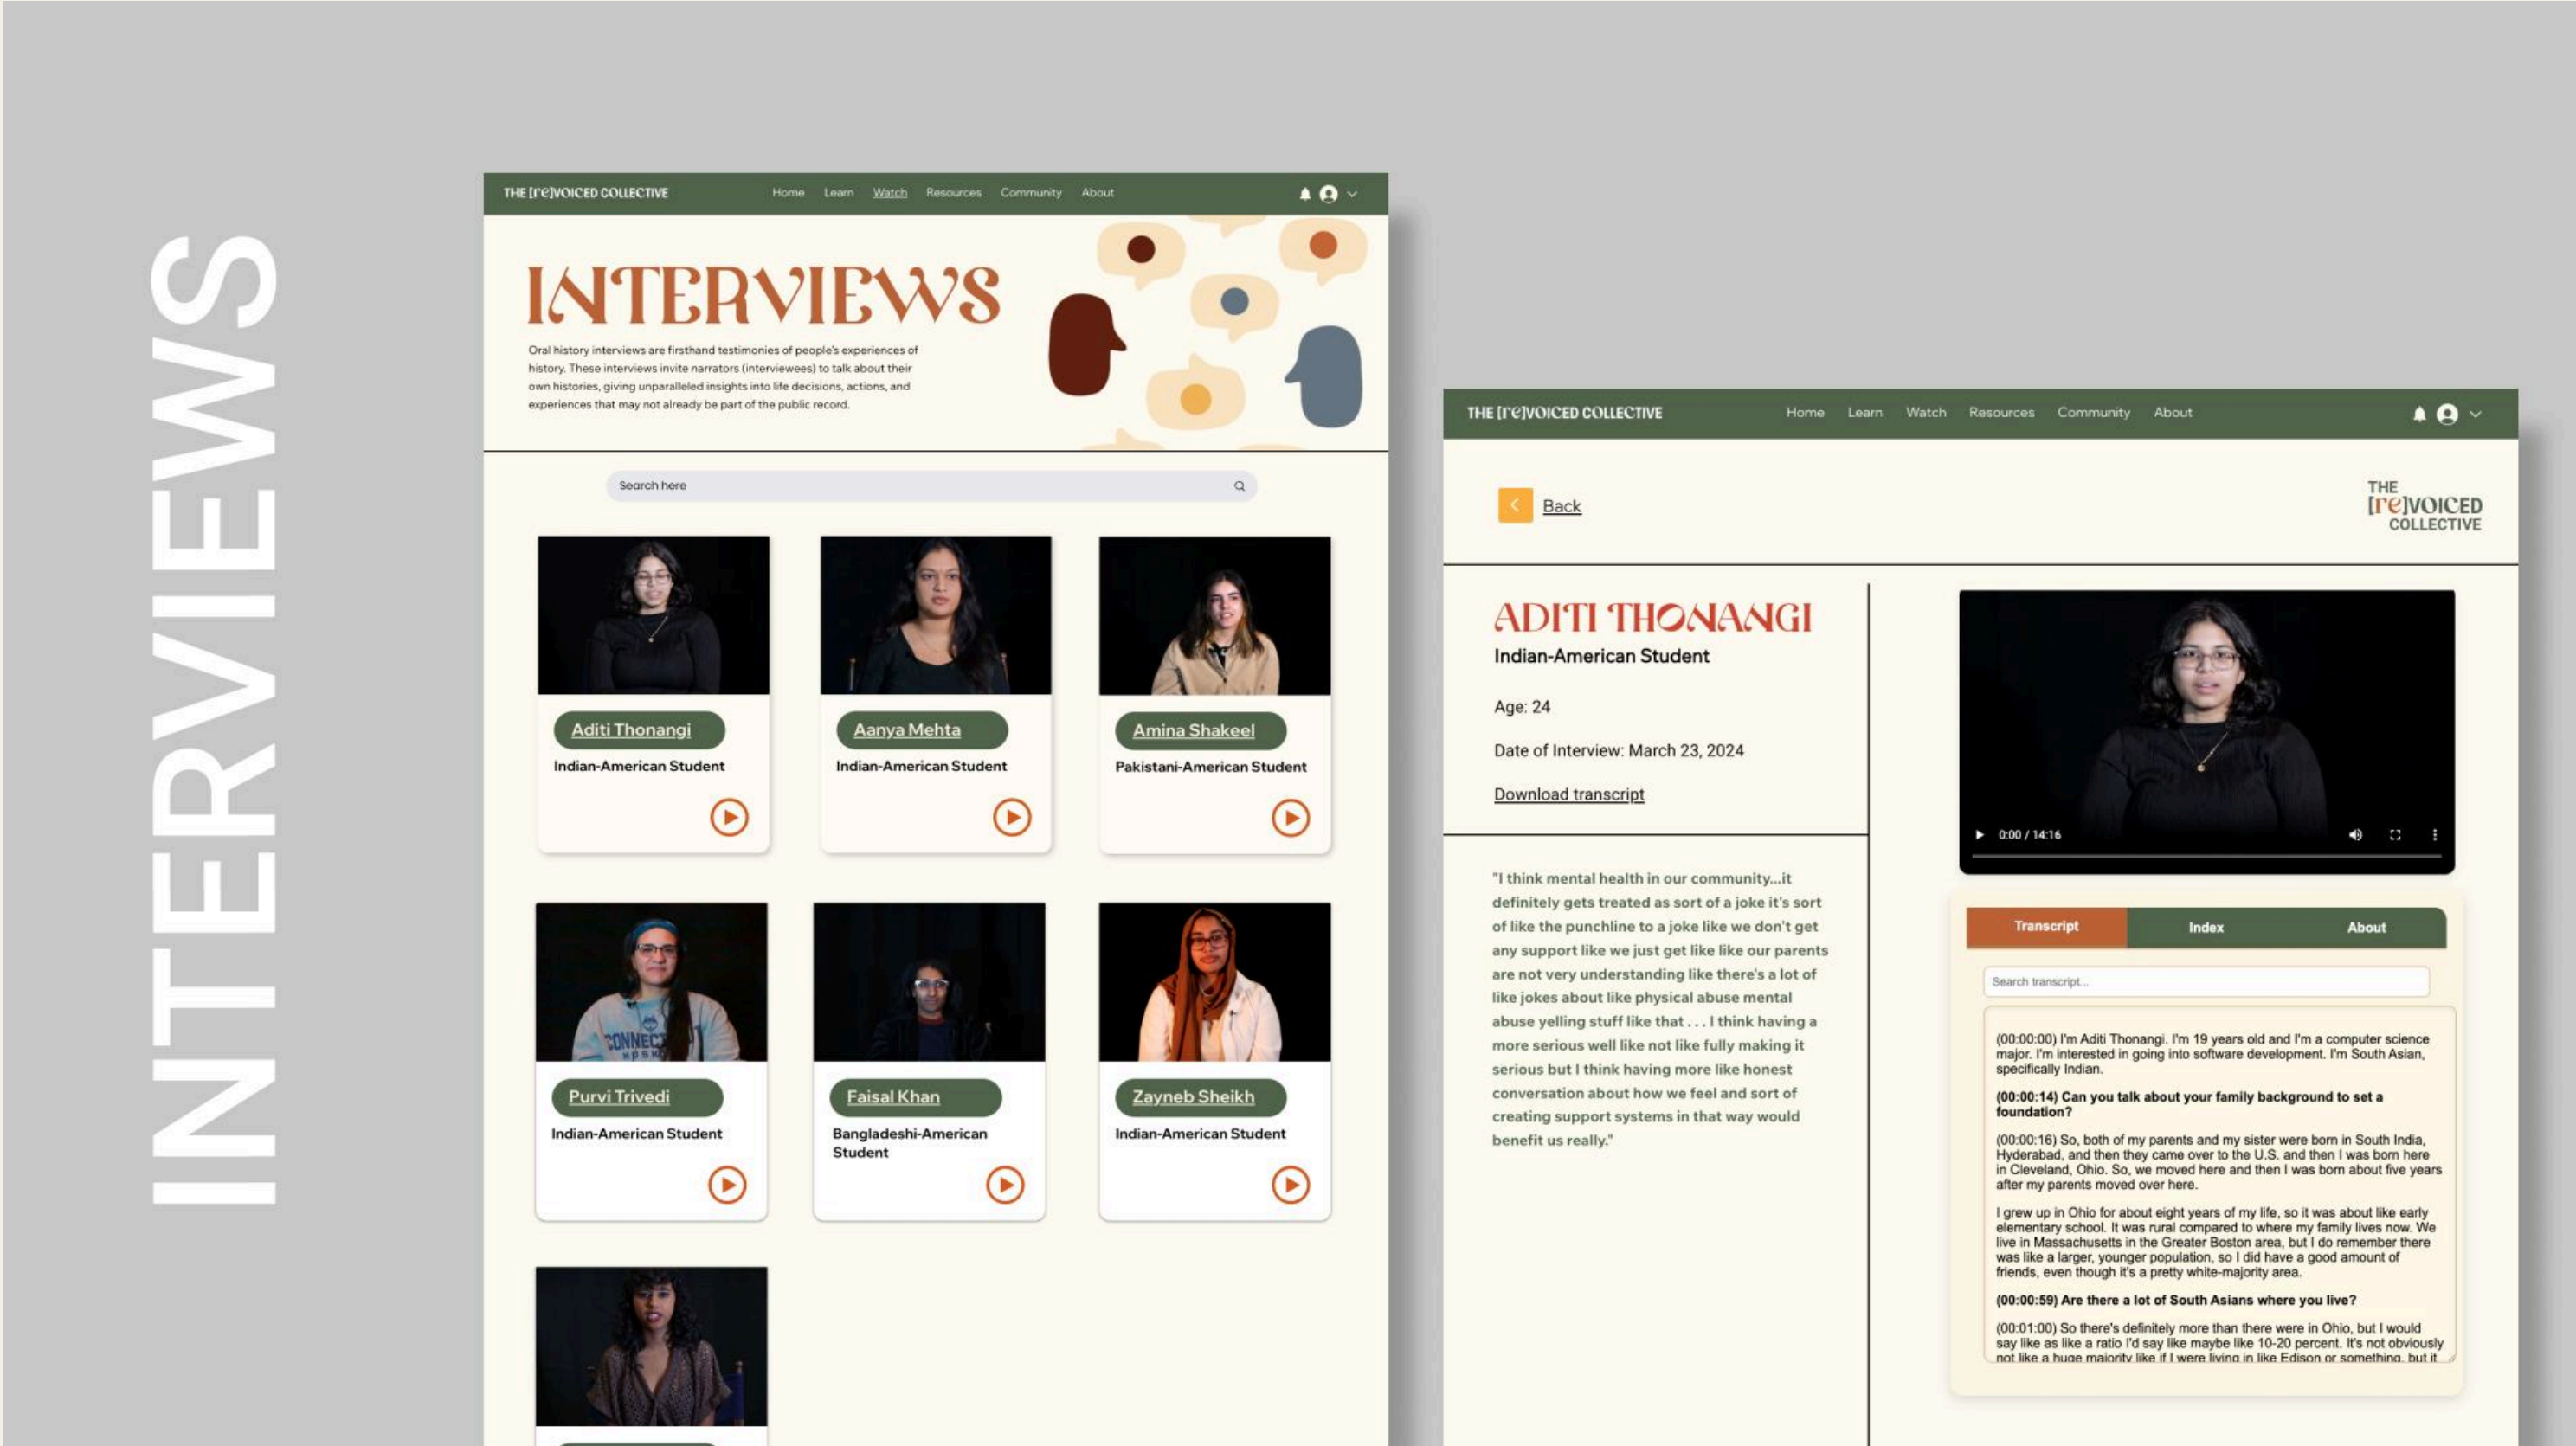 INTERVIEWS
THE [re]VOICED COLLECTIVE
Home Learn Watch Resources Community About
INTERVIEWS
Oral history interviews are firsthand testimonies of people's experiences of
history. These interviews invite narrators (interviewees) to talk about their
own histories, giving unparalleled insights into life decisions, actions, and
experiences that may not already be part of the public record.
Search here
Aditi Thonangi
Indian-American Student
Aanya Mehta
Indian-American Student
Amina Shakeel
Pakistani-American Student
CONNECT
Purvi Trivedi
Indian-American Student
Faisal Khan
Bangladeshi-American
Student
Zayneb Sheikh
Indian-American Student
THE [re]VOICED COLLECTIVE
Home Learn Watch Resources Community About
Back
THE
[re]VOICED
COLLECTIVE
ADITI THONANGI
Indian-American Student
Age: 24
Date of Interview: March 23, 2024
Download transcript
"I think mental health in our community...it
definitely gets treated as sort of a joke it's sort
of like the punchline to a joke like we don't get
any support like we just get like like our parents
are not very understanding like there's a lot of
like jokes about like physical abuse mental
abuse yelling stuff like that . . . I think having a
more serious well like not like fully making it
serious but I think having more like honest
conversation about how we feel and sort of
creating support systems in that way would
benefit us really."
0:00 / 14:16
Transcript Index About
Search transcript...
(00:00:00) I'm Aditi Thonangi. I'm 19 years old and I'm a computer science
major. I'm interested in going into software development. I'm South Asian,
specifically Indian.
(00:00:14) Can you talk about your family background to set a
foundation?
(00:00:16) So, both of my parents and my sister were born in South India,
Hyderabad, and then they came over to the U.S. and then I was born here
in Cleveland, Ohio. So, we moved here and then I was born about five years
after my parents moved over here.
I grew up in Ohio for about eight years of my life, so it was about like early
elementary school. It was rural compared to where my family lives now. We
live in Massachusetts in the Greater Boston area, but I do remember there
was like a larger, younger population, so I did have a good amount of
friends, even though it's a pretty white-majority area.
(00:00:59) Are there a lot of South Asians where you live?
(00:01:00) So there's definitely more than there were in Ohio, but I would
say like as like a ratio I'd say like maybe like 10-20 percent. It's not obviously
not like a huge majority like if I were living in like Edison or something, but it